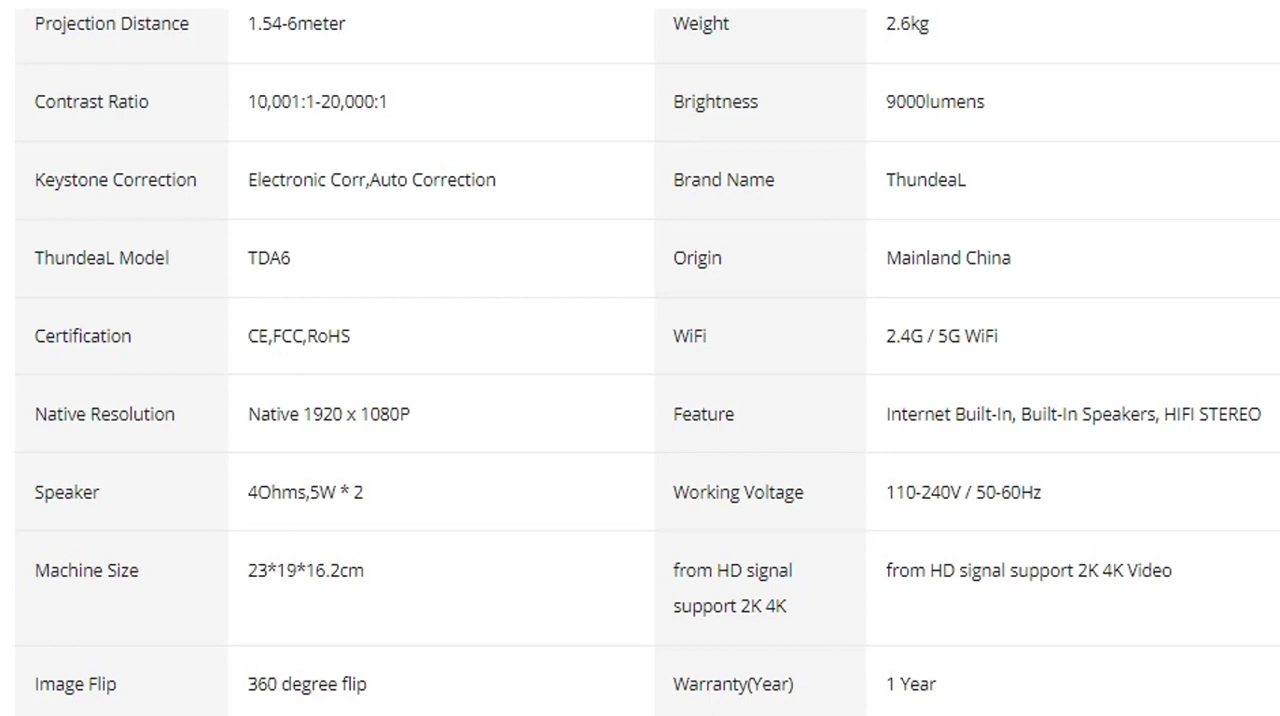 Projection Distance 1.54-6meter Weight 2.6kg
Contrast Ratio 10,001:1-20,000:1 Brightness 9000lumens
Keystone Correction Electronic Corr,Auto Correction Brand Name ThundeaL
ThundeaL Model TDA6 Origin Mainland China
Certification CE,FCC,RoHS WiFi 2.4G / 5G WiFi
Native Resolution Native 1920 x 1080P Feature Internet Built-In, Built-In Speakers, HIFI STEREO
Speaker 4Ohms,5W * 2 Working Voltage 110-240V / 50-60Hz
Machine Size 23*19*16.2cm from HD signal from HD signal support 2K 4K Video
support 2K 4K
Image Flip 360 degree flip Warranty(Year) 1 Year